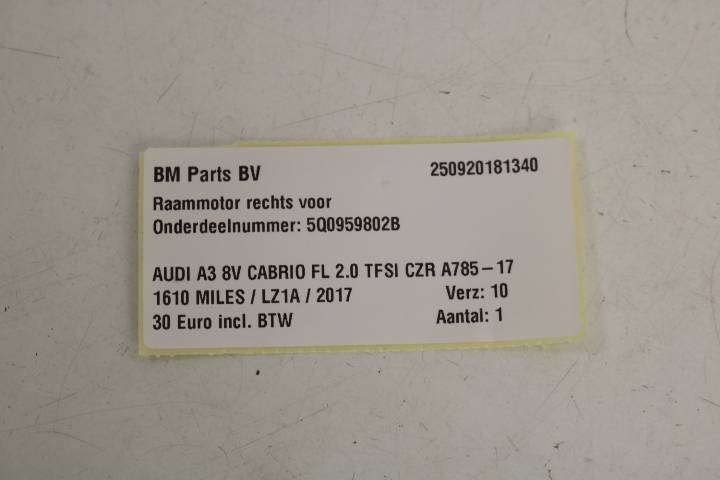 BM Parts BV 250920181340
Raammotor rechts voor
Onderdeelnummer: 5Q0959802B
AUDI A3 8V CABRIO FL 2.0 TFSI CZR A785-17
1610 MILES / LZ1A / 2017 Verz: 10
30 Euro incl. BTW Aantal: 1